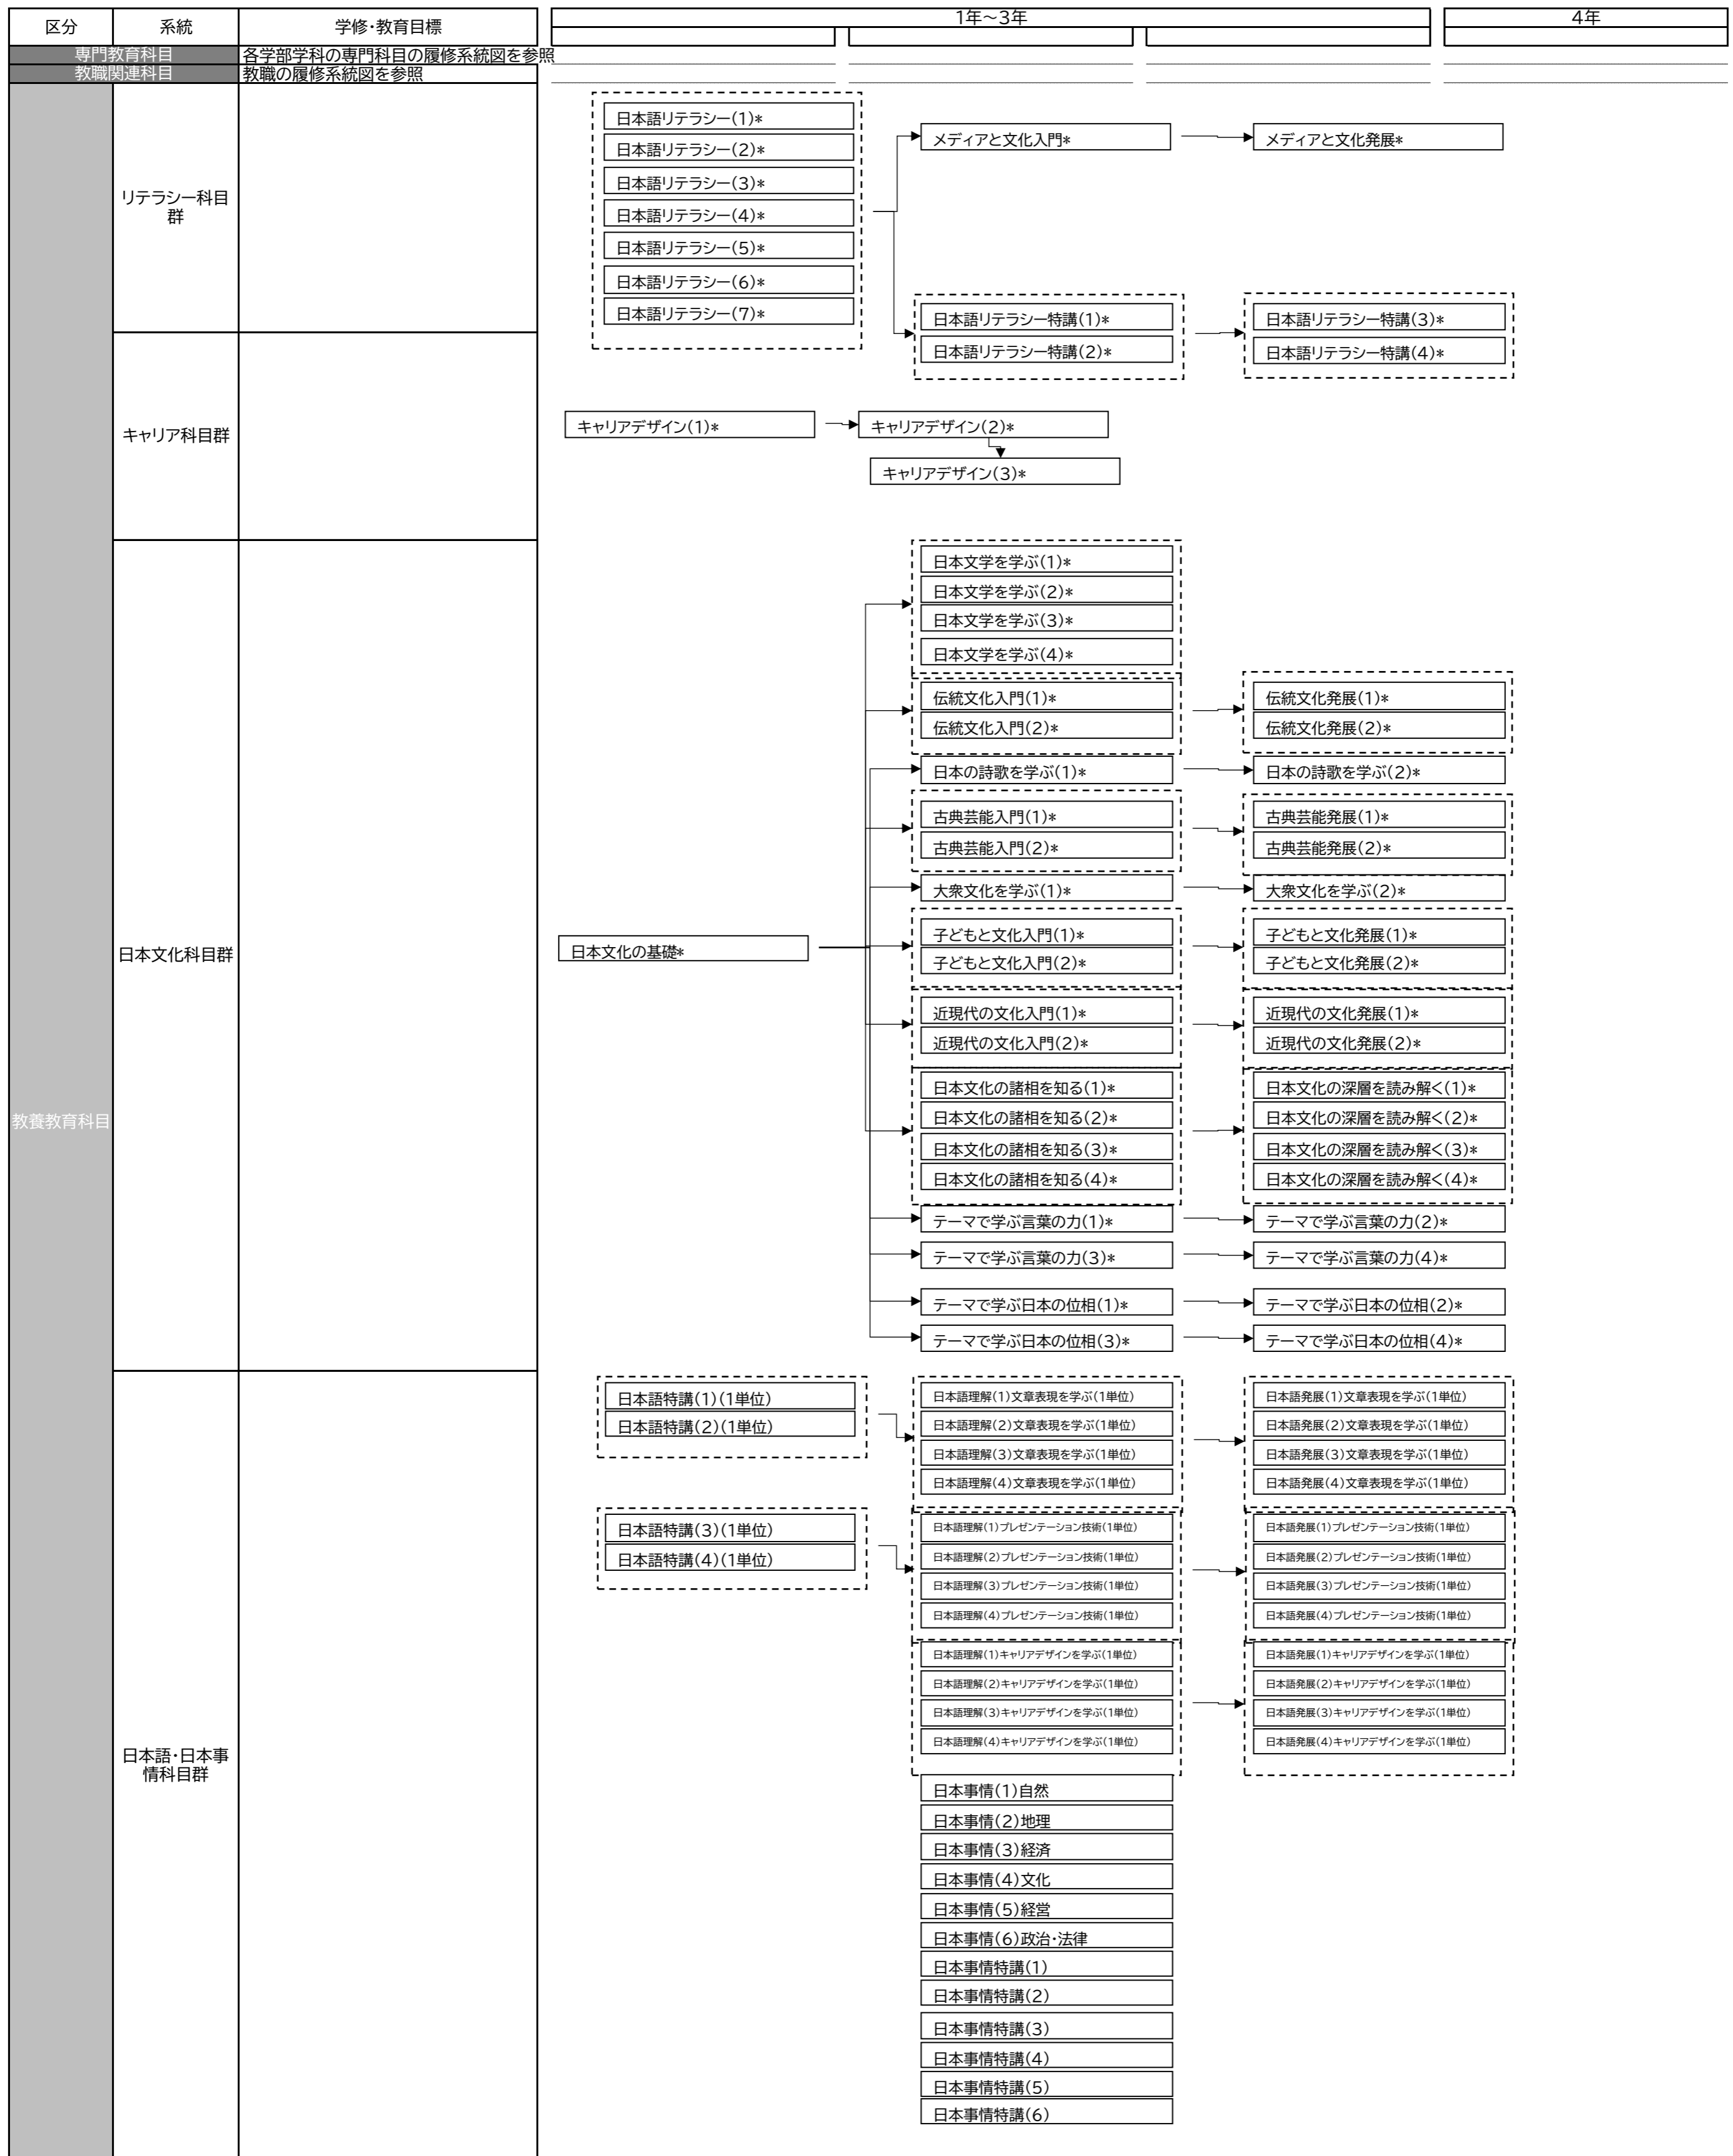 区分
系統
学修・教育目標
1年～3年
4年
専門教育科目
各学部学科の専門科目の履修系統図を参照
教職関連科目
教職の履修系統図を参照
教養教育科目
リテラシー科目
群
日本語リテラシー(1)*
日本語リテラシー(2)*
日本語リテラシー(3)*
日本語リテラシー(4)*
日本語リテラシー(5)*
日本語リテラシー(6)*
日本語リテラシー(7)*
メディアと文化入門*
メディアと文化発展*
日本語リテラシー特講(1)*
日本語リテラシー特講(2)*
日本語リテラシー特講(3)*
日本語リテラシー特講(4)*
キャリア科目群
キャリアデザイン(1)*
キャリアデザイン(2)*
キャリアデザイン(3)*
日本文化科目群
日本文化の基礎*
日本文学を学ぶ(1)*
日本文学を学ぶ(2)*
日本文学を学ぶ(3)*
日本文学を学ぶ(4)*
伝統文化入門(1)*
伝統文化入門(2)*
伝統文化発展(1)*
伝統文化発展(2)*
日本の詩歌を学ぶ(1)*
日本の詩歌を学ぶ(2)*
古典芸能入門(1)*
古典芸能入門(2)*
古典芸能発展(1)*
古典芸能発展(2)*
大衆文化を学ぶ(1)*
大衆文化を学ぶ(2)*
子どもと文化入門(1)*
子どもと文化入門(2)*
子どもと文化発展(1)*
子どもと文化発展(2)*
近現代の文化入門(1)*
近現代の文化入門(2)*
近現代の文化発展(1)*
近現代の文化発展(2)*
日本文化の諸相を知る(1)*
日本文化の諸相を知る(2)*
日本文化の諸相を知る(3)*
日本文化の諸相を知る(4)*
日本文化の深層を読み解く(1)*
日本文化の深層を読み解く(2)*
日本文化の深層を読み解く(3)*
日本文化の深層を読み解く(4)*
テーマで学ぶ言葉の力(1)*
テーマで学ぶ言葉の力(2)*
テーマで学ぶ言葉の力(3)*
テーマで学ぶ言葉の力(4)*
テーマで学ぶ日本の位相(1)*
テーマで学ぶ日本の位相(2)*
テーマで学ぶ日本の位相(3)*
テーマで学ぶ日本の位相(4)*
日本語・日本事
情科目群
日本語特講(1)(1単位)
日本語特講(2)(1単位)
日本語理解(1)文章表現を学ぶ(1単位)
日本語理解(2)文章表現を学ぶ(1単位)
日本語理解(3)文章表現を学ぶ(1単位)
日本語理解(4)文章表現を学ぶ(1単位)
日本語発展(1)文章表現を学ぶ(1単位)
日本語発展(2)文章表現を学ぶ(1単位)
日本語発展(3)文章表現を学ぶ(1単位)
日本語発展(4)文章表現を学ぶ(1単位)
日本語特講(3)(1単位)
日本語特講(4)(1単位)
日本語理解(1)プレゼンテーション技術(1単位)
日本語理解(2)プレゼンテーション技術(1単位)
日本語理解(3)プレゼンテーション技術(1単位)
日本語理解(4)プレゼンテーション技術(1単位)
日本語発展(1)プレゼンテーション技術(1単位)
日本語発展(2)プレゼンテーション技術(1単位)
日本語発展(3)プレゼンテーション技術(1単位)
日本語発展(4)プレゼンテーション技術(1単位)
日本語理解(1)キャリアデザインを学ぶ(1単位)
日本語理解(2)キャリアデザインを学ぶ(1単位)
日本語理解(3)キャリアデザインを学ぶ(1単位)
日本語理解(4)キャリアデザインを学ぶ(1単位)
日本語発展(1)キャリアデザインを学ぶ(1単位)
日本語発展(2)キャリアデザインを学ぶ(1単位)
日本語発展(3)キャリアデザインを学ぶ(1単位)
日本語発展(4)キャリアデザインを学ぶ(1単位)
日本事情(1)自然
日本事情(2)地理
日本事情(3)経済
日本事情(4)文化
日本事情(5)経営
日本事情(6)政治・法律
日本事情特講(1)
日本事情特講(2)
日本事情特講(3)
日本事情特講(4)
日本事情特講(5)
日本事情特講(6)